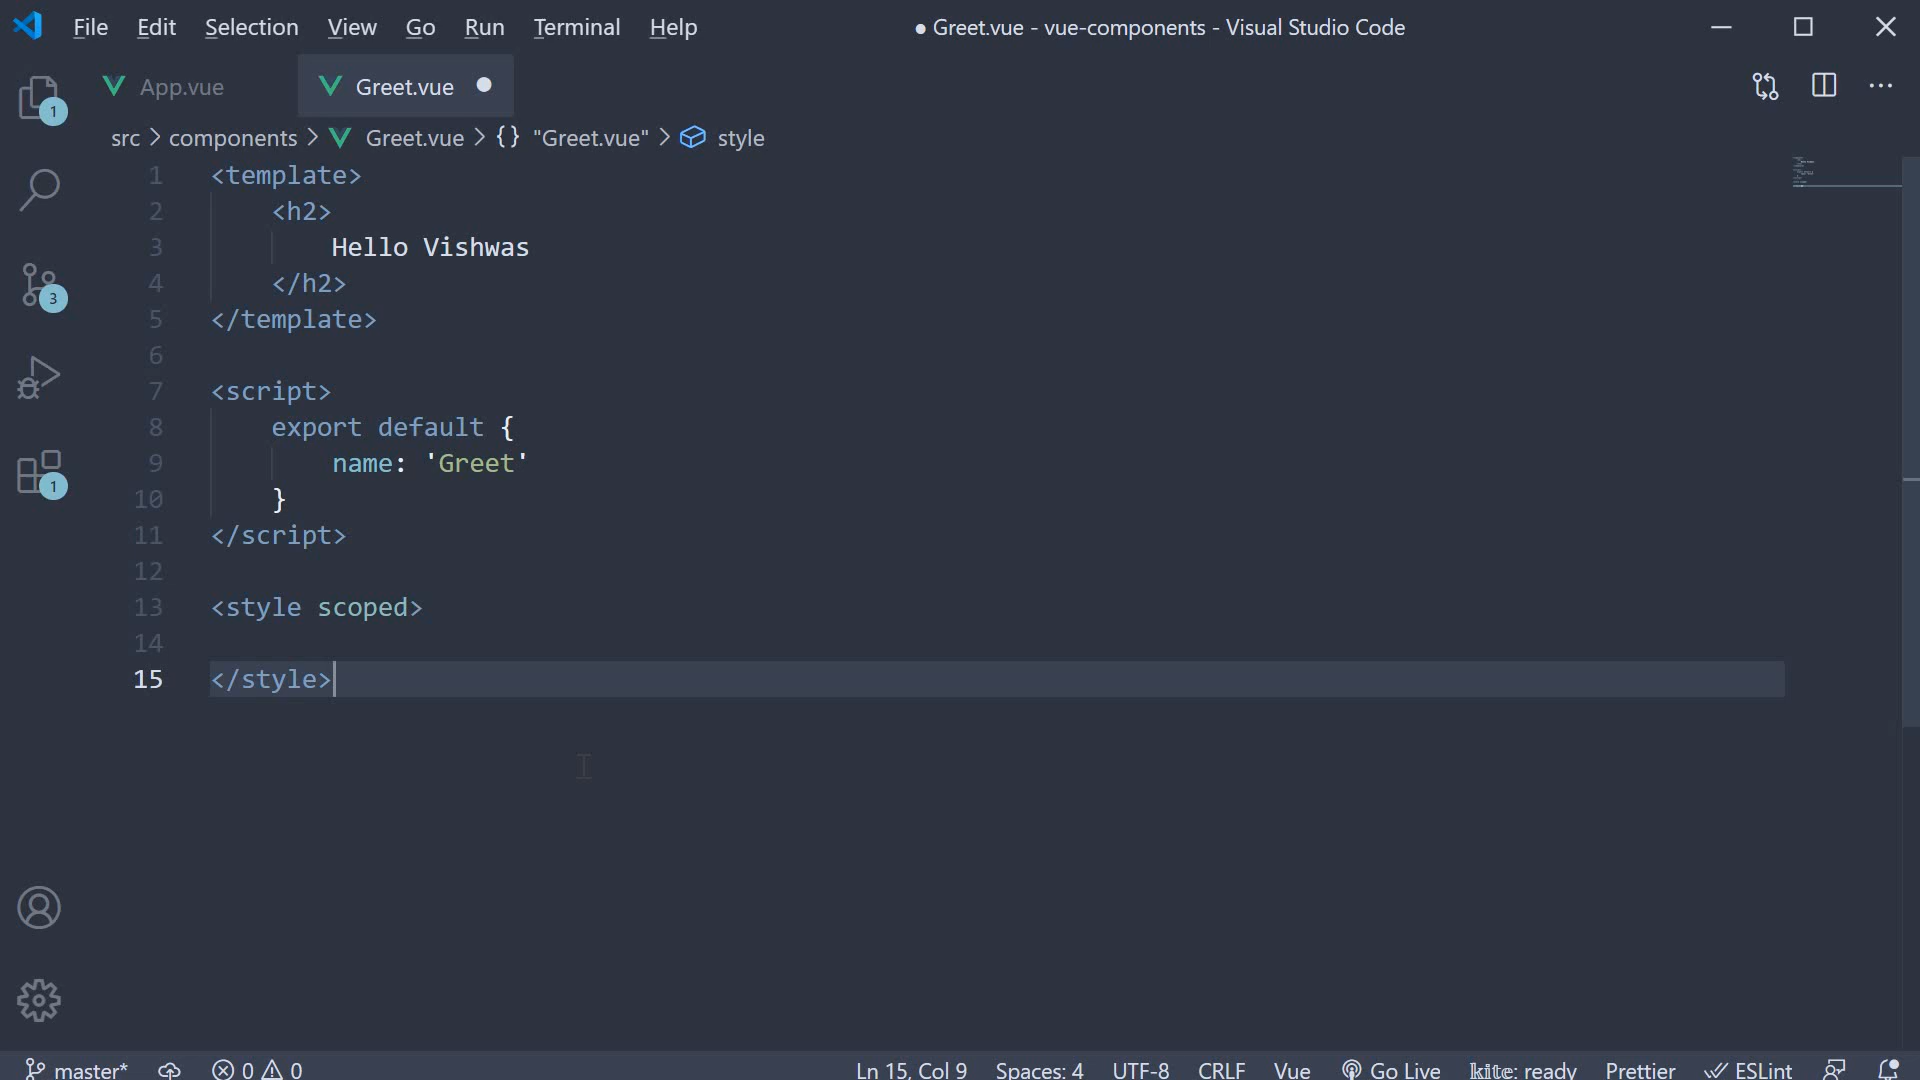 File Edit Selection View Go Run Terminal Help ● Greet.vue - vue-components - Visual Studio Code
App.vue Greet.vue
src > components > Greet.vue > {} "Greet.vue" > style
1 <template>
2 <h2>
3 Hello Vishwas
4 </h2>
5 </template>
6
7 <script>
8 export default {
9 name: 'Greet'
10 }
11 </script>
12
13 <style scoped>
14
15 </style>
1
3
1
master* 0 0 Ln 15, Col 9 Spaces: 4 UTF-8 CRLF Vue Go Live kite: ready Prettier ESLint